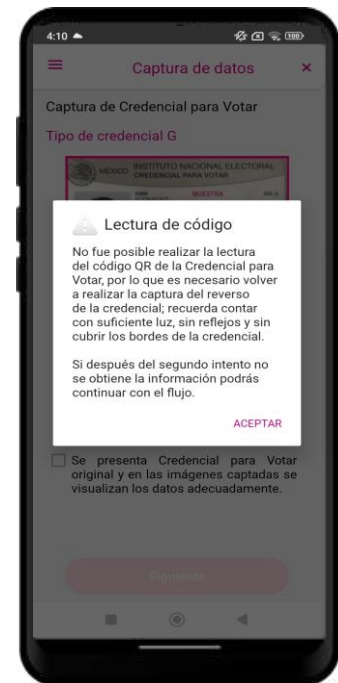 4:10
100
Captura de datos
×
Captura de Credencial para Votar
Tipo de credencial G
MÉXICO INSTITUTO NACIONAL ELECTORAL
CREDENCIAL PARA VOTAR
Lectura de código
No fue posible realizar la lectura
del código QR de la Credencial para
Votar, por lo que es necesario volver
a realizar la captura del reverso
de la credencial; recuerda contar
con suficiente luz, sin reflejos y sin
cubrir los bordes de la credencial.
Si después del segundo intento no
se obtiene la información podrás
continuar con el flujo.
ACEPTAR
Se presenta Credencial para Votar
original y en las imágenes captadas se
visualizan los datos adecuadamente.
Siguiente